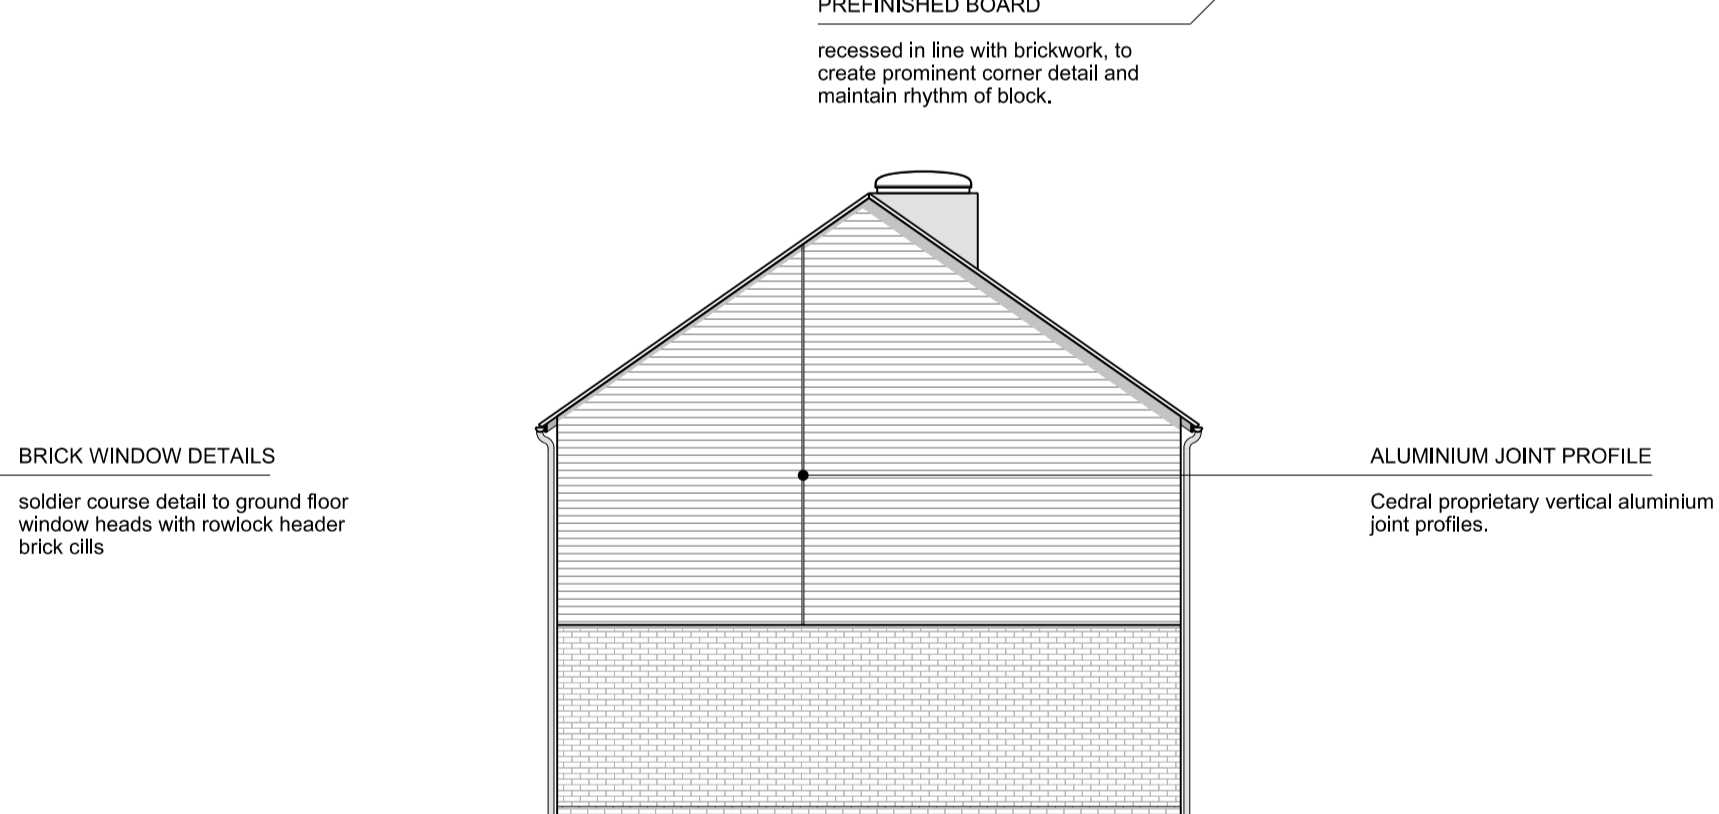 PREFINISHED BOARD
recessed in line with brickwork, to
create prominent corner detail and
maintain rhythm of block.
BRICK WINDOW DETAILS
soldier course detail to ground floor
window heads with rowlock header
brick cills
ALUMINIUM JOINT PROFILE
Cedral proprietary vertical aluminium
joint profiles.